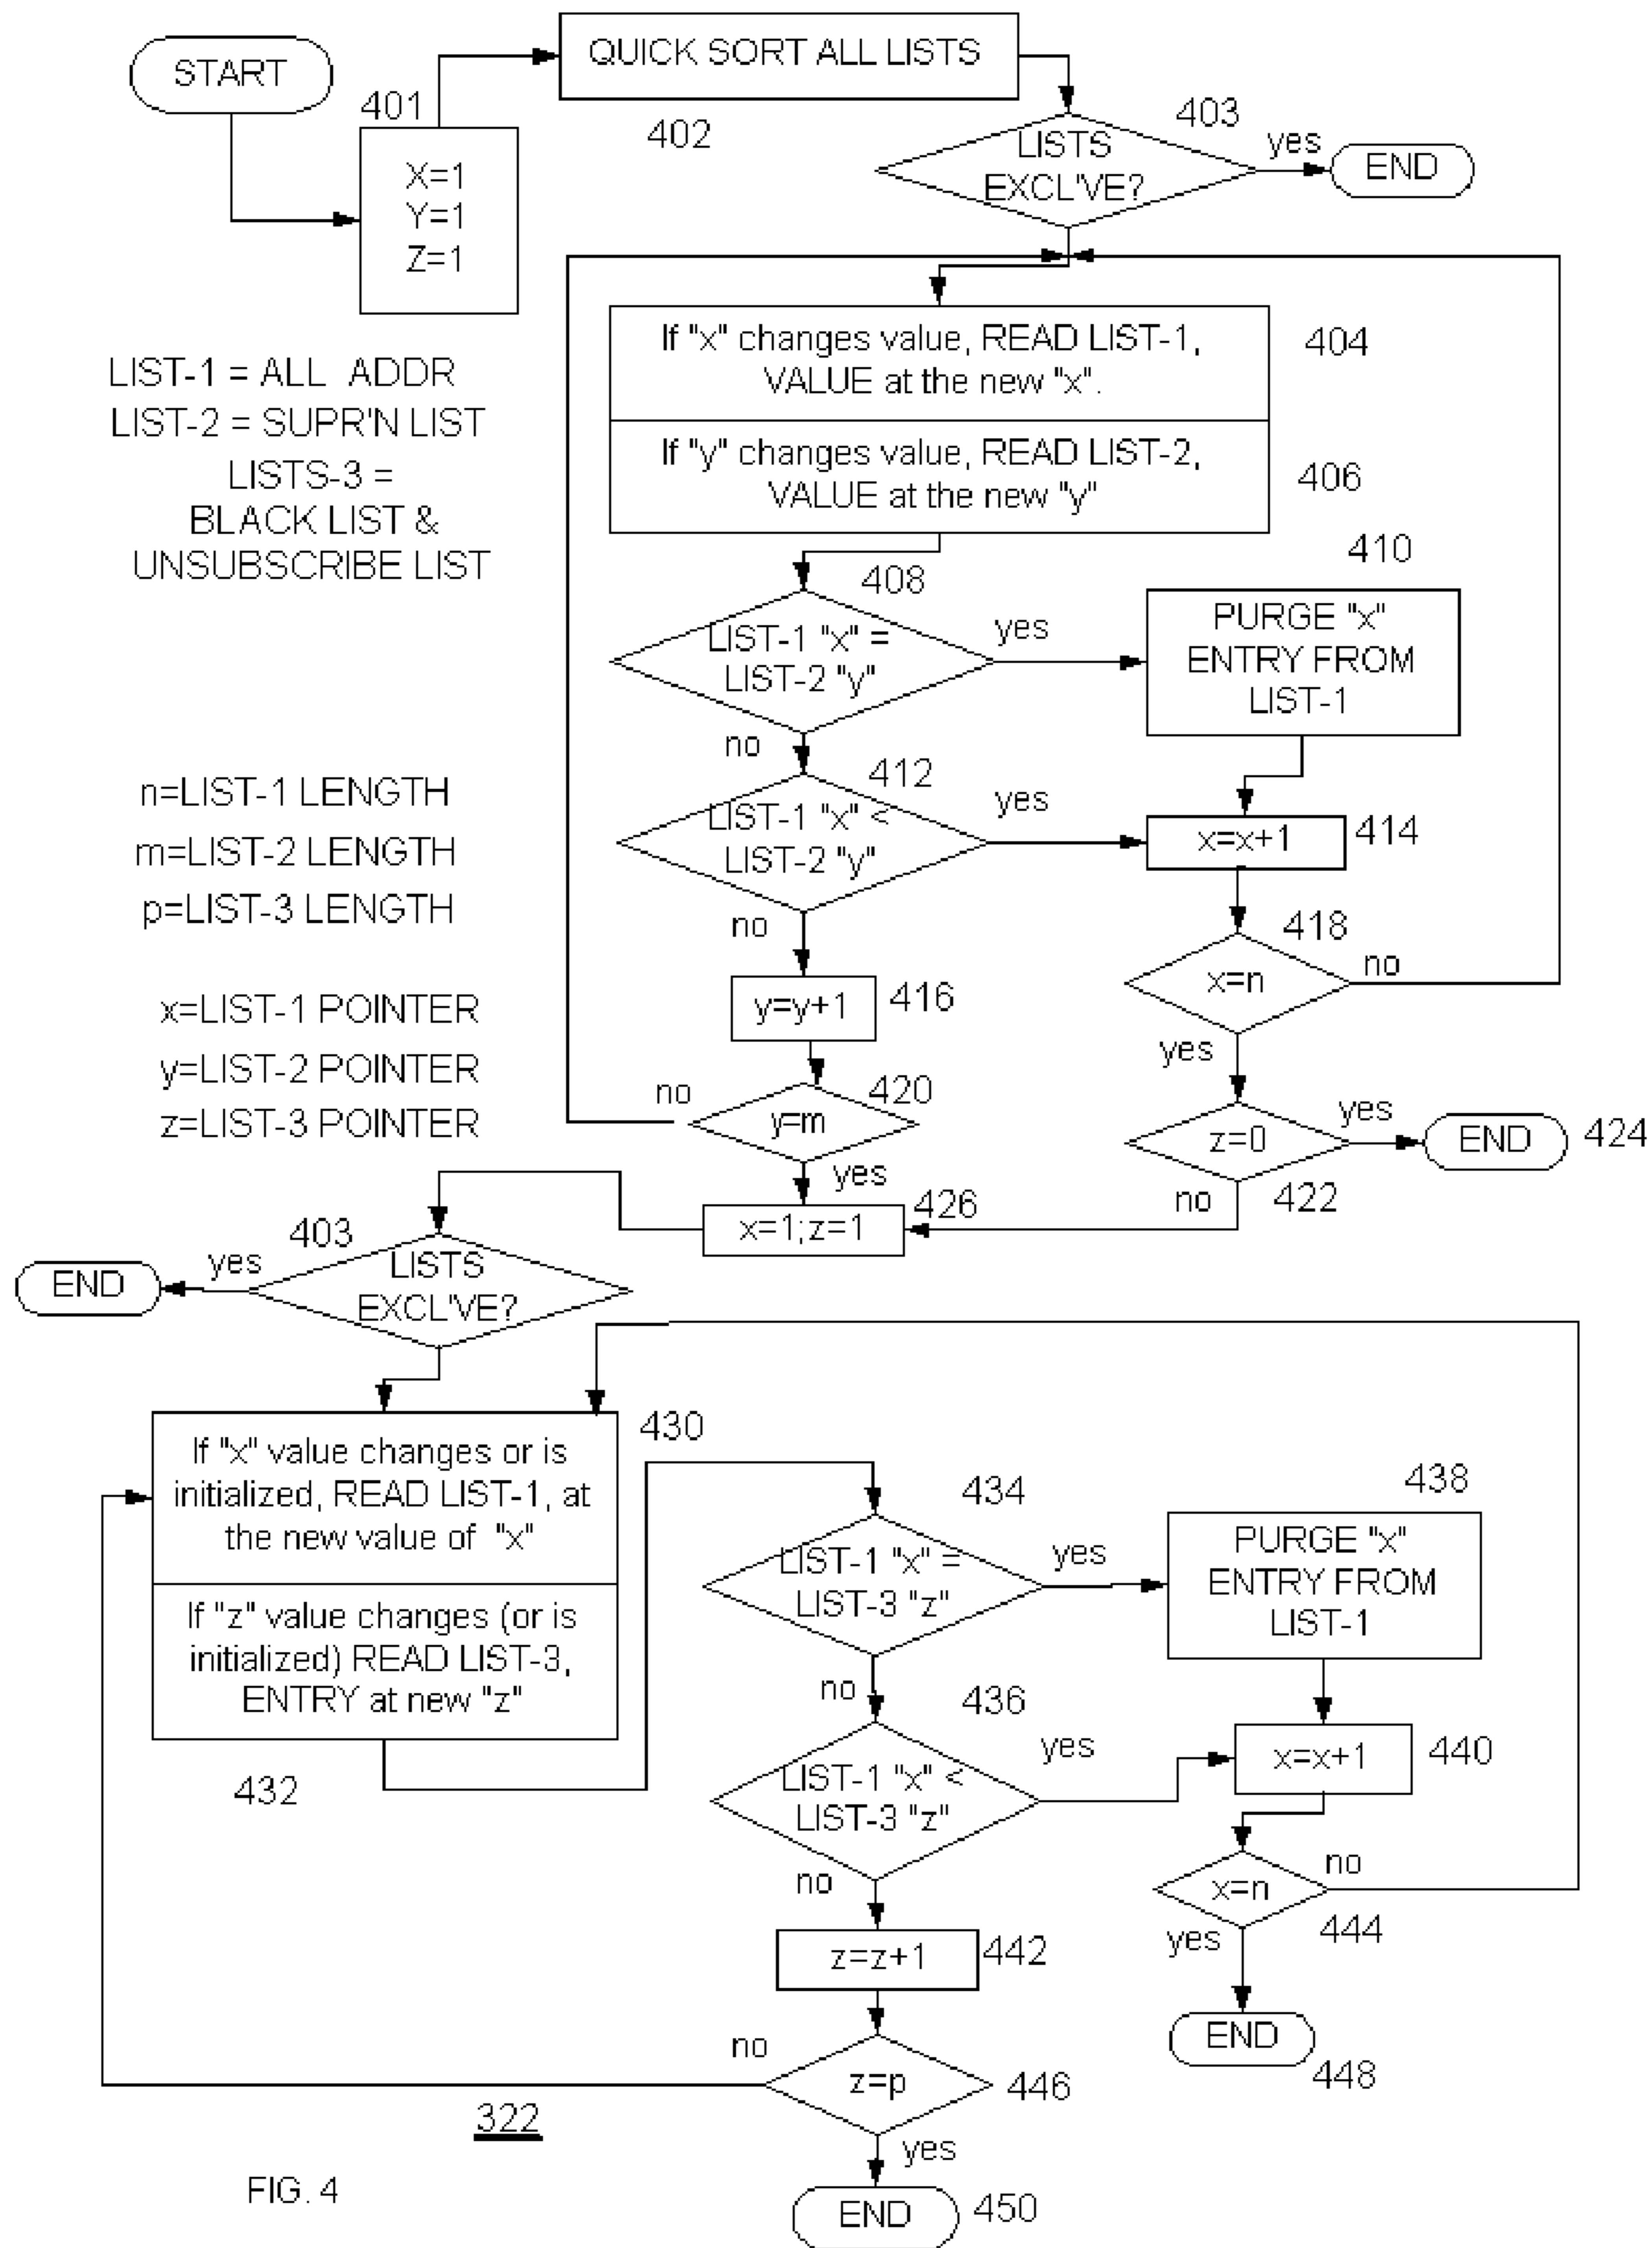 START
401
X=1
Y=1
Z=1
QUICK SORT ALL LISTS
402
403
LISTS
EXCL'VE?
yes
END
LIST-1 = ALL ADDR
LIST-2 = SUPR'N LIST
LISTS-3 =
BLACK LIST &
UNSUBSCRIBE LIST
If "x" changes value, READ LIST-1,
VALUE at the new "x".
404
If "y" changes value, READ LIST-2,
VALUE at the new "y"
406
408
LIST-1 "x" =
LIST-2 "y"
yes
no
410
PURGE "x"
ENTRY FROM
LIST-1
n=LIST-1 LENGTH
m=LIST-2 LENGTH
p=LIST-3 LENGTH
412
LIST-1 "x" <
LIST-2 "y"
yes
no
x=x+1
414
418
x=n
no
yes
x=LIST-1 POINTER
y=LIST-2 POINTER
z=LIST-3 POINTER
y=y+1
416
no
420
y=m
yes
z=0
yes
END
424
422
no
x=1;z=1
426
403
LISTS
EXCL'VE?
yes
END
If "x" value changes or is
initialized, READ LIST-1, at
the new value of "x"
430
If "z" value changes (or is
initialized) READ LIST-3,
ENTRY at new "z"
432
434
LIST-1 "x" =
LIST-3 "z"
yes
no
438
PURGE "x"
ENTRY FROM
LIST-1
436
LIST-1 "x" <
LIST-3 "z"
yes
no
x=x+1
440
x=n
no
444
yes
END
448
z=z+1
442
no
z=p
446
yes
END
450
322
FIG. 4